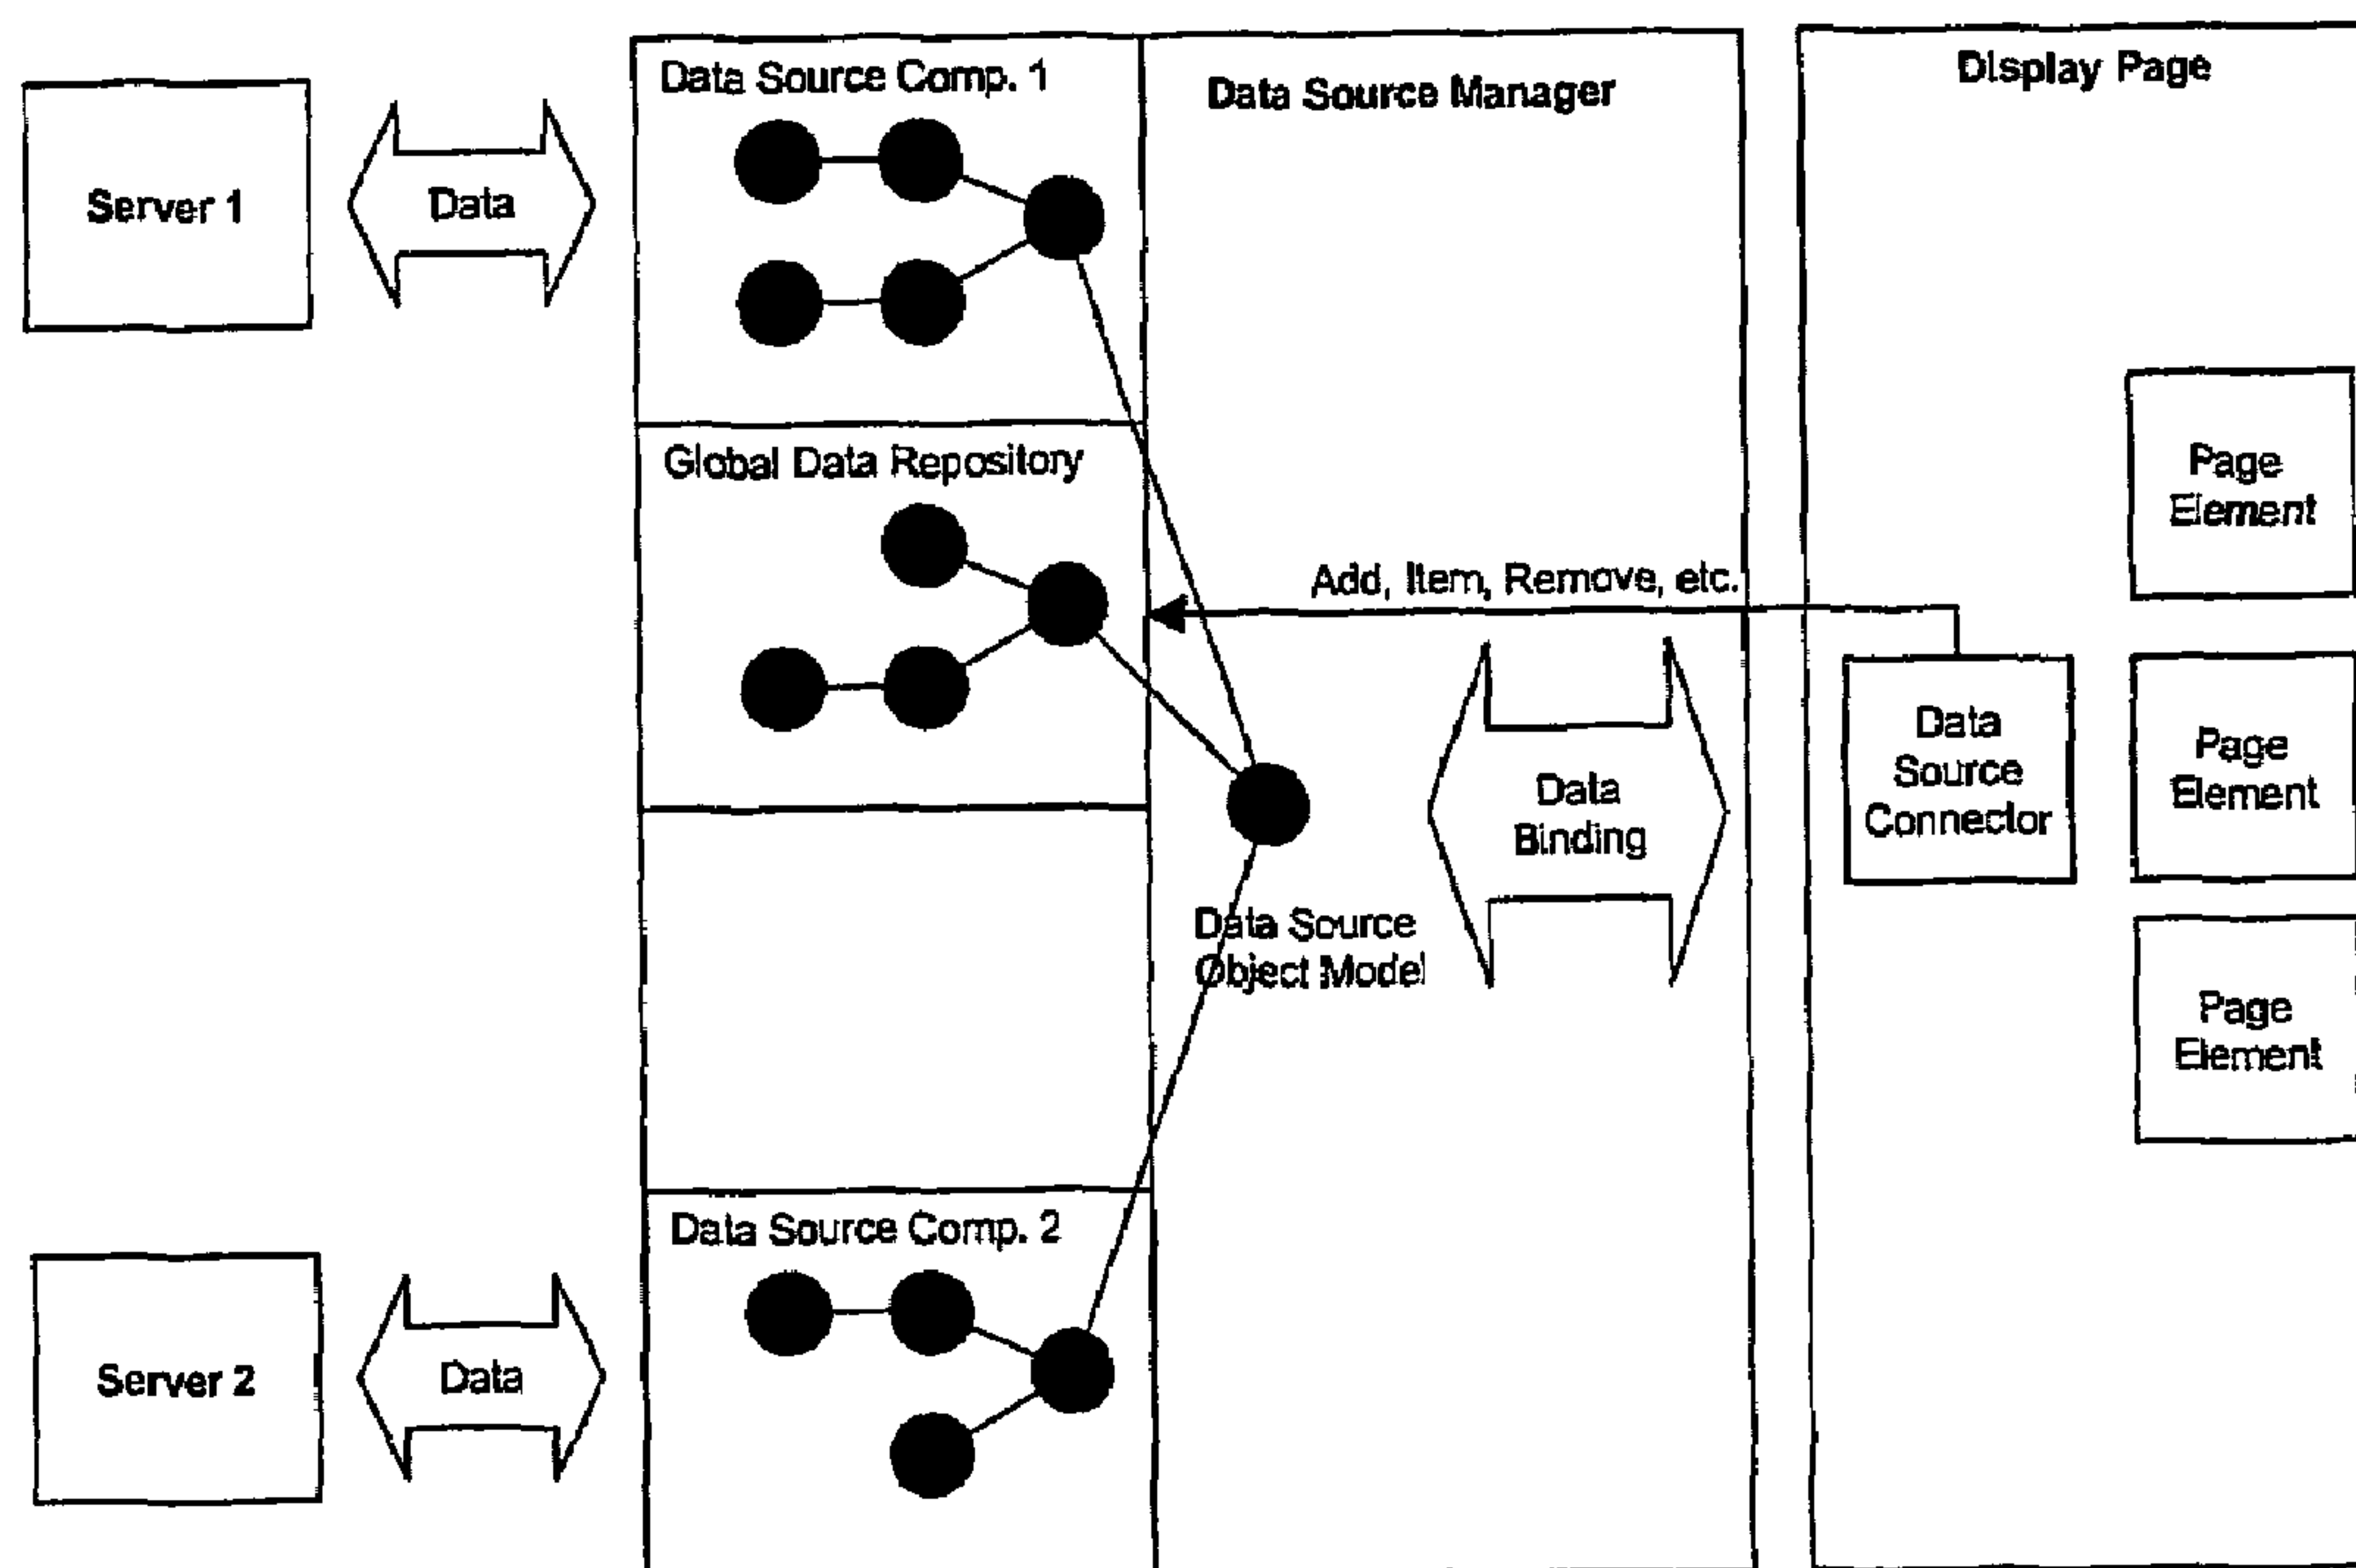 Data Source Comp. 1
Data Source Manager
Display Page
Server 1
Data
Global Data Repository
Page
Element
Add, Item, Remove, etc.
Data
Source
Connector
Page
Element
Data
Binding
Data Source
Object Model
Page
Element
Data Source Comp. 2
Server 2
Data